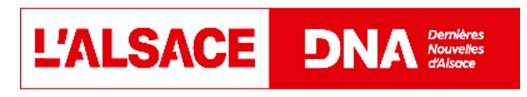 L'ALSACE
DNA
Dernières
Nouvelles
d'Alsace